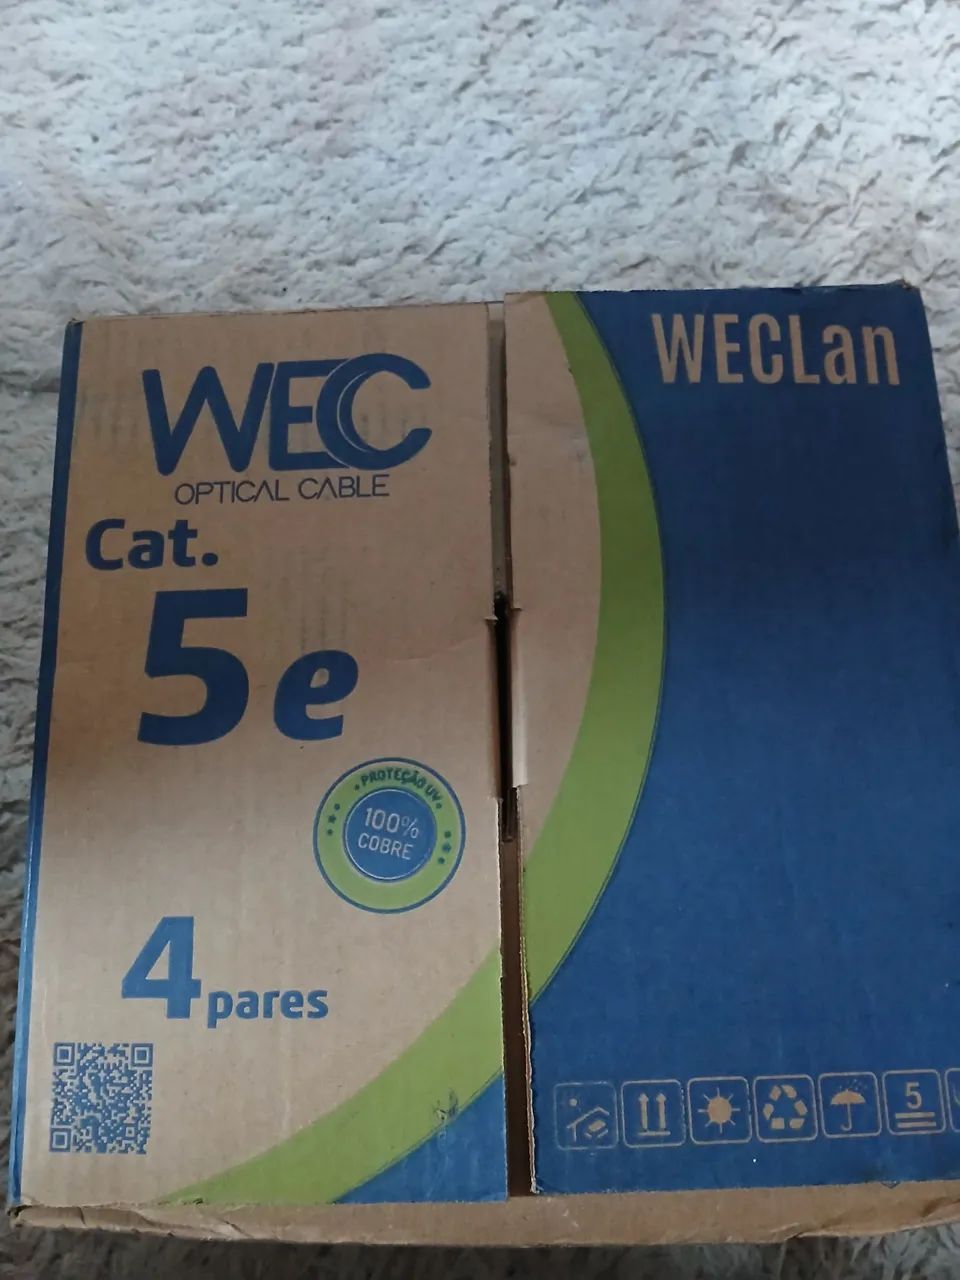 WEC
OPTICAL CABLE
Cat.
5e
PROTEÇÃO UV
100%
COBRE
4 pares
WECLan
5